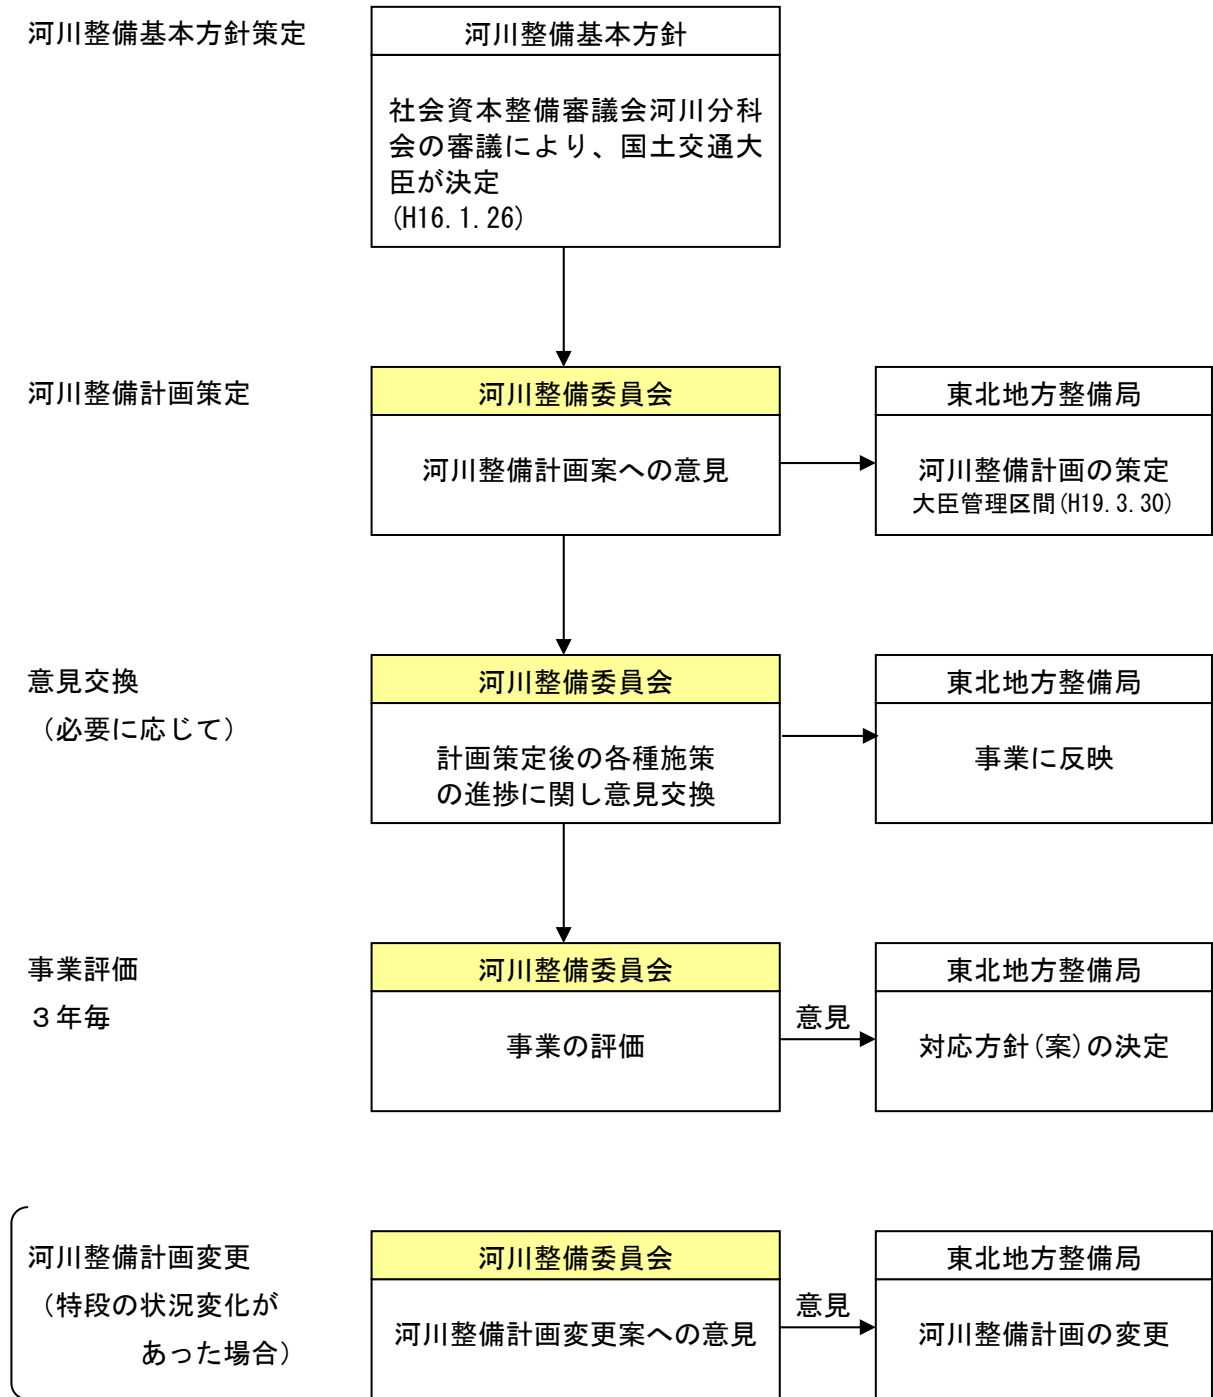 河川整備基本方針策定
河川整備基本方針
社会資本整備審議会河川分科
会の審議により、国土交通大
臣が決定
(H16.1.26)
河川整備計画策定
河川整備委員会
河川整備計画案への意見
東北地方整備局
河川整備計画の策定
大臣管理区間(H19.3.30)
意見交換
（必要に応じて）
河川整備委員会
計画策定後の各種施策
の進捗に関し意見交換
東北地方整備局
事業に反映
事業評価
３年毎
河川整備委員会
事業の評価
意見
東北地方整備局
対応方針(案)の決定
河川整備計画変更
（特段の状況変化が
あった場合）
河川整備委員会
河川整備計画変更案への意見
意見
東北地方整備局
河川整備計画の変更